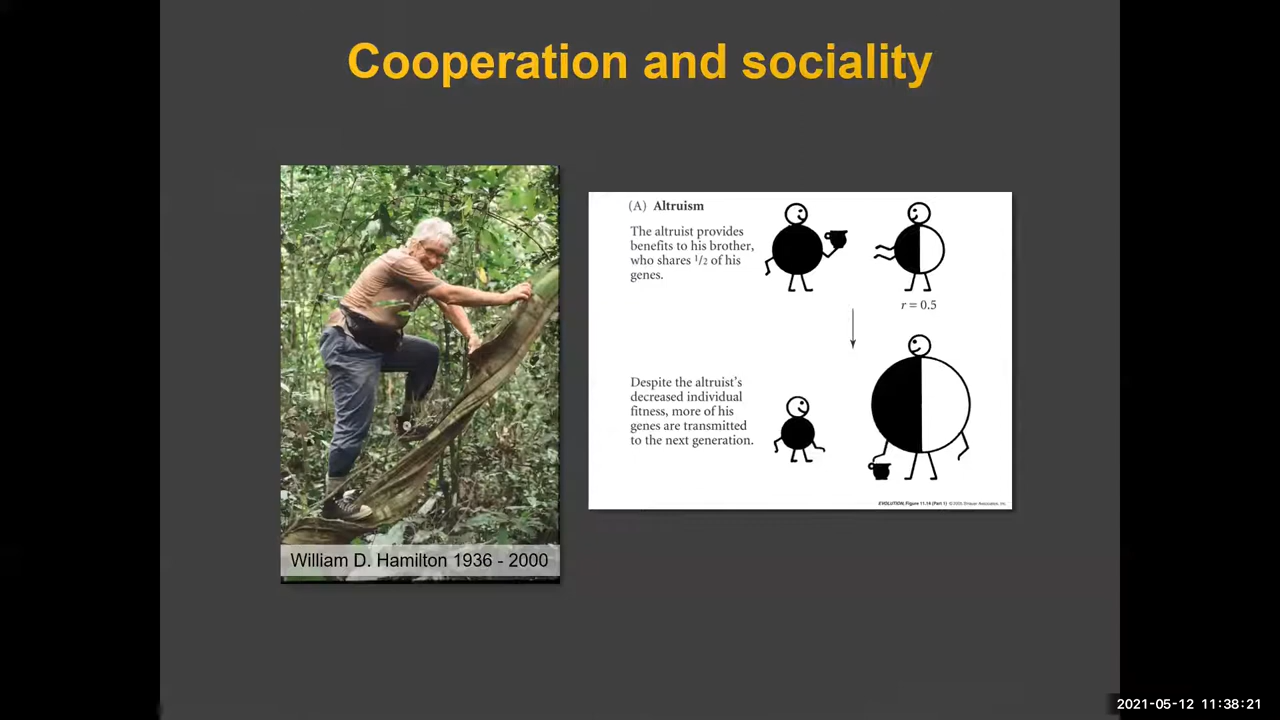 Cooperation and sociality
(A) Altruism
The altruist provides
benefits to his brother,
who shares 1/2 of his
genes.
r = 0.5
Despite the altruist's
decreased individual
fitness, more of his
genes are transmitted
to the next generation.
EVOLUTION, Figure 11.14 (Part 1) ©2005 Sinauer Associates, Inc.
William D. Hamilton 1936 - 2000
2021-05-12 11:38:21